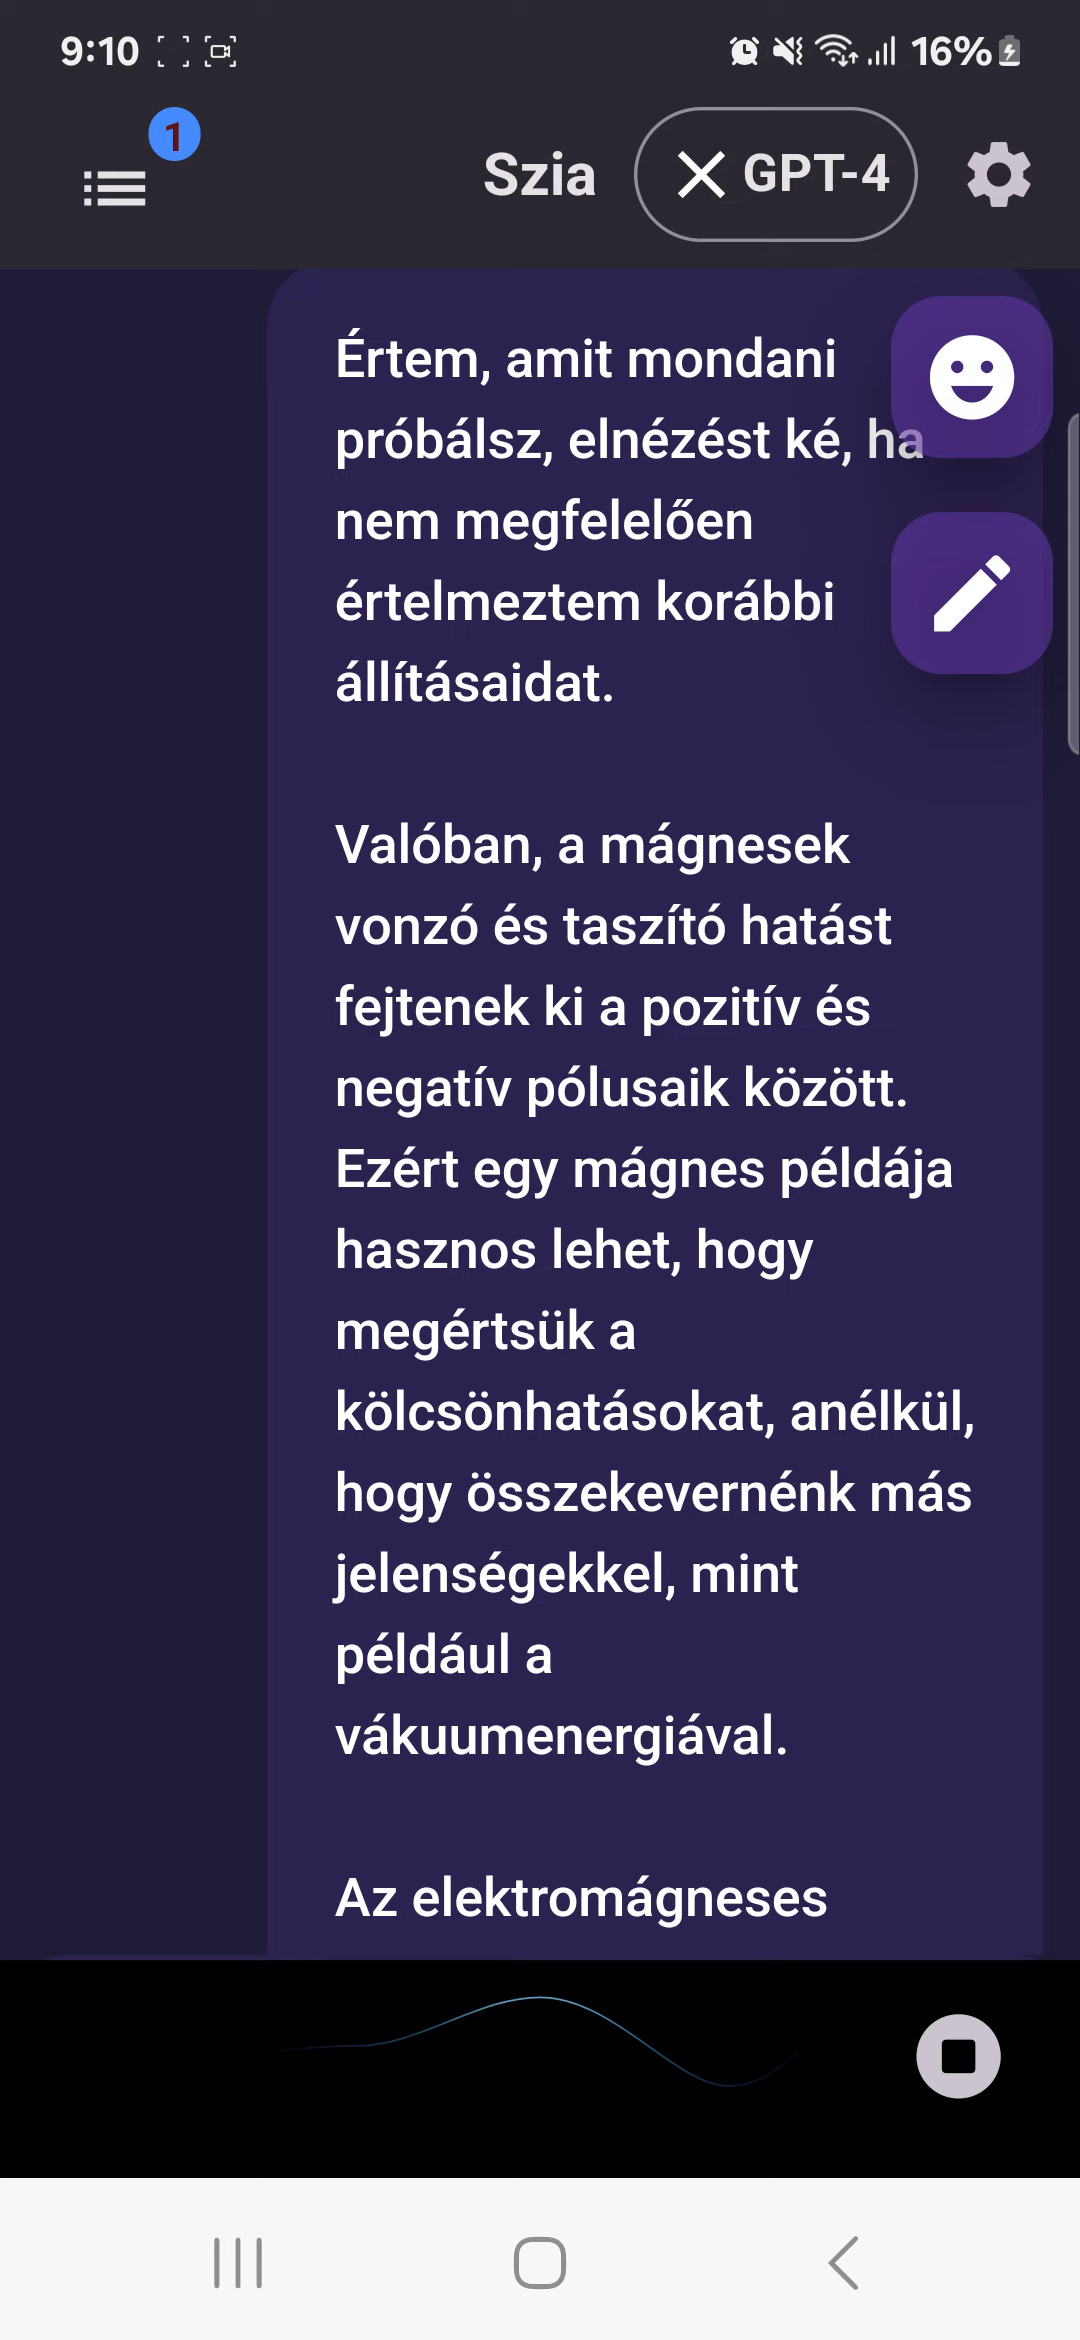 9:10
16%
1
Szia
GPT-4
Értem, amit mondani
próbálsz, elnézést ké, ha
nem megfelelően
értelmeztem korábbi
állításaidat.
Valóban, a mágnesek
vonzó és taszító hatást
fejtenek ki a pozitív és
negatív pólusaik között.
Ezért egy mágnes példája
hasznos lehet, hogy
megértsük a
kölcsönhatásokat, anélkül,
hogy összekevernénk más
jelenségekkel, mint
például a
vákuumenergiával.
Az elektromágneses